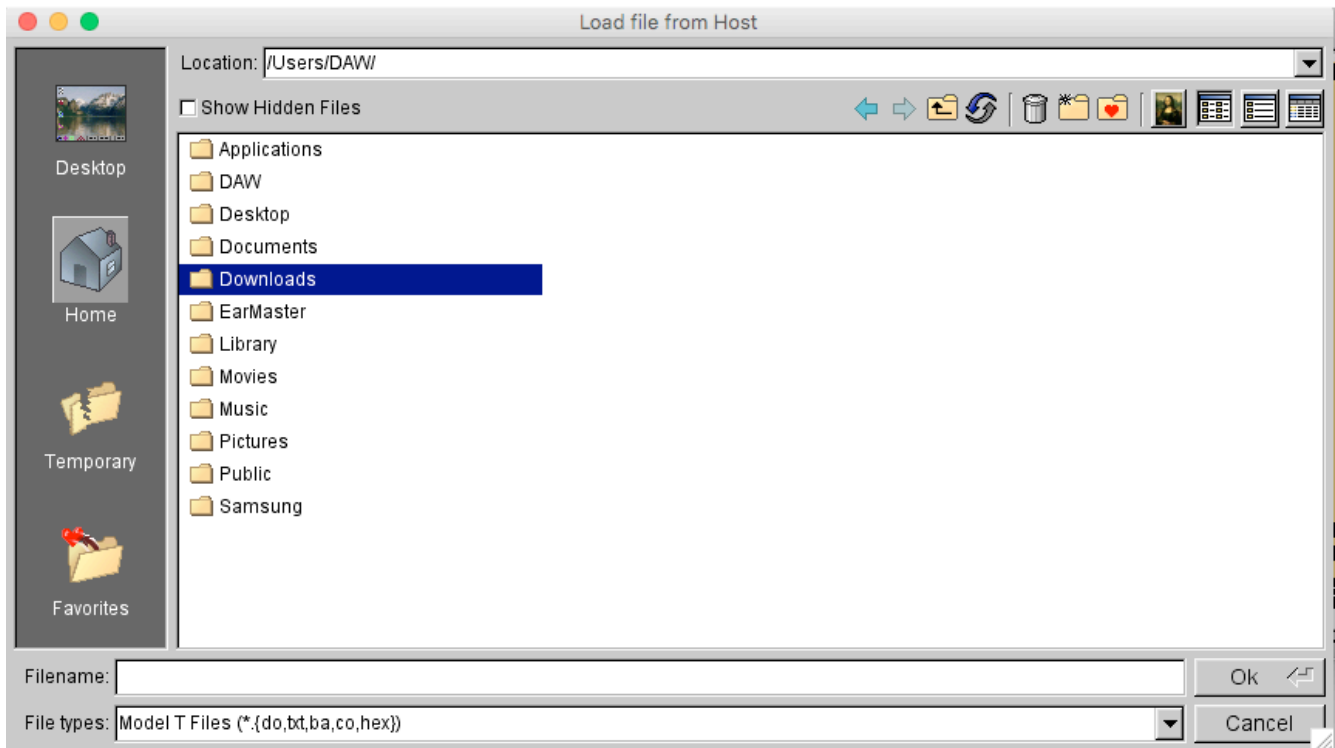 Load file from Host
Location: /Users/DAW/
Show Hidden Files
Desktop
Home
Temporary
Favorites
Applications
DAW
Desktop
Documents
Downloads
EarMaster
Library
Movies
Music
Pictures
Public
Samsung
Filename:
Ok
File types: Model T Files (*.{do,txt,ba,co,hex})
Cancel